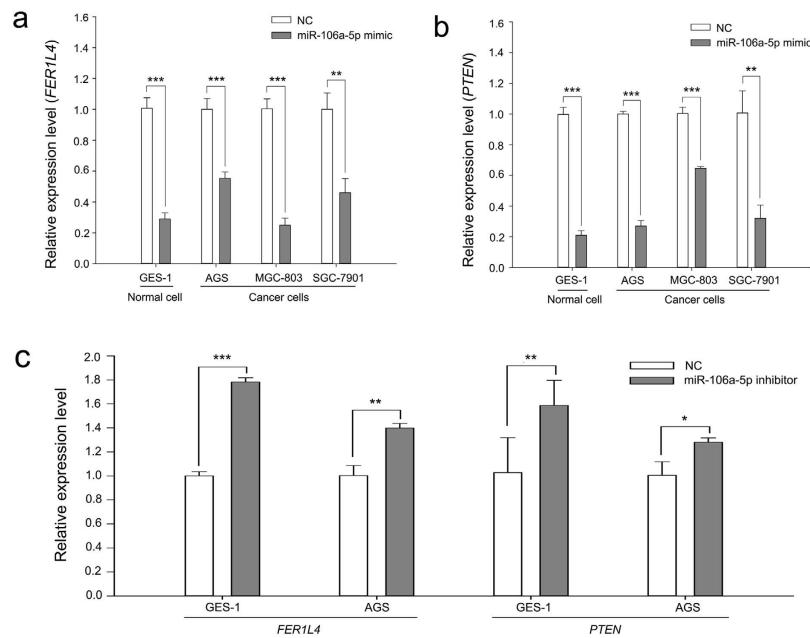 a
NC
miR-106a-5p mimic
Relative expression level (FER1L4)
1.6
1.4
1.2
1.0
0.8
0.6
0.4
0.2
0.0
***
***
***
**
GES-1
AGS
MGC-803
SGC-7901
Normal cell
Cancer cells
b
NC
miR-106a-5p mimic
Relative expression level (PTEN)
1.6
1.4
1.2
1.0
0.8
0.6
0.4
0.2
0.0
***
***
***
**
GES-1
AGS
MGC-803
SGC-7901
Normal cell
Cancer cells
c
NC
miR-106a-5p inhibitor
Relative expression level
2.0
1.8
1.8
1.4
1.2
1.0
0.8
0.6
0.4
0.2
0.0
***
**
**
*
GES-1
AGS
GES-1
AGS
FER1L4
PTEN